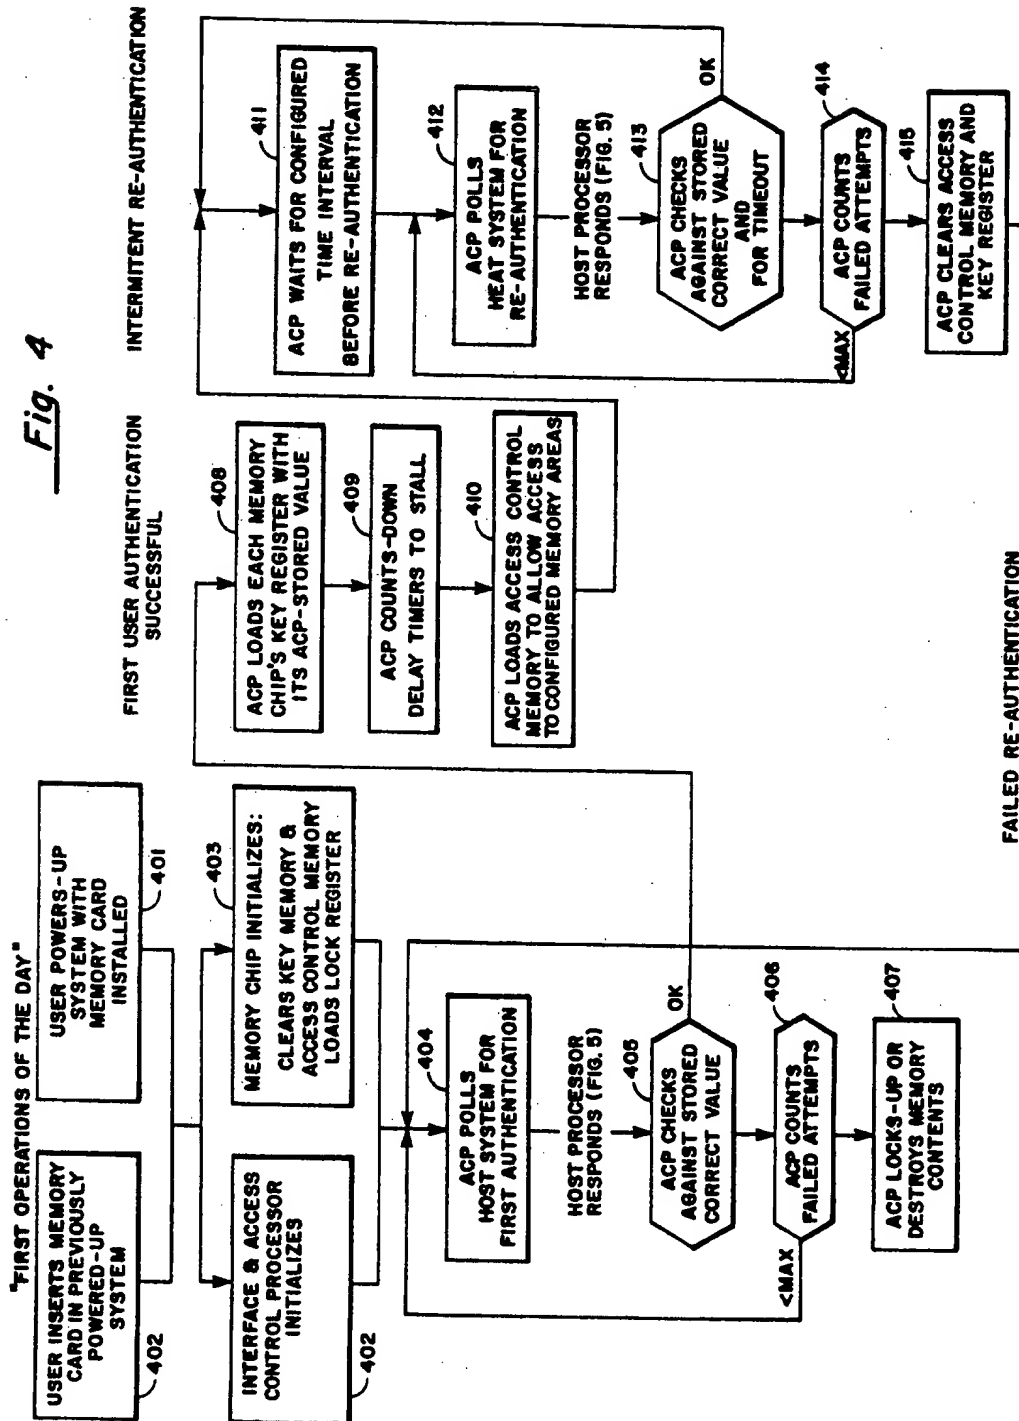 Fig. 4
"FIRST OPERATIONS OF THE DAY"
USER INSERTS MEMORY
CARD IN PREVIOUSLY
POWERED-UP
SYSTEM
402
USER POWERS-UP
SYSTEM WITH
MEMORY CARD
INSTALLED
401
INTERFACE & ACCESS
CONTROL PROCESSOR
INITIALIZES
402
MEMORY CHIP INITIALIZES:
CLEARS KEY MEMORY &
ACCESS CONTROL MEMORY
LOADS LOCK REGISTER
403
ACP POLLS
HOST SYSTEM FOR
FIRST AUTHENTICATION
404
HOST PROCESSOR
RESPONDS (FIG. 5)
ACP CHECKS
AGAINST STORED
CORRECT VALUE
405
OK
ACP COUNTS
FAILED ATTEMPTS
406
<MAX
ACP LOCKS-UP OR
DESTROYS MEMORY
CONTENTS
407
FIRST USER AUTHENTICATION
SUCCESSFUL
ACP LOADS EACH MEMORY
CHIP'S KEY REGISTER WITH
ITS ACP-STORED VALUE
408
ACP COUNTS-DOWN
DELAY TIMERS TO STALL
409
ACP LOADS ACCESS CONTROL
MEMORY TO ALLOW ACCESS
TO CONFIGURED MEMORY AREAS
410
INTERMITENT RE-AUTHENTICATION
ACP WAITS FOR CONFIGURED
TIME INTERVAL
BEFORE RE-AUTHENTICATION
411
ACP POLLS
HEAT SYSTEM FOR
RE-AUTHENTICATION
412
HOST PROCESSOR
RESPONDS (FIG. 5)
ACP CHECKS
AGAINST STORED
CORRECT VALUE
AND
FOR TIMEOUT
413
OK
ACP COUNTS
FAILED ATTEMPTS
414
<MAX
ACP CLEARS ACCESS
CONTROL MEMORY AND
KEY REGISTER
415
FAILED RE-AUTHENTICATION